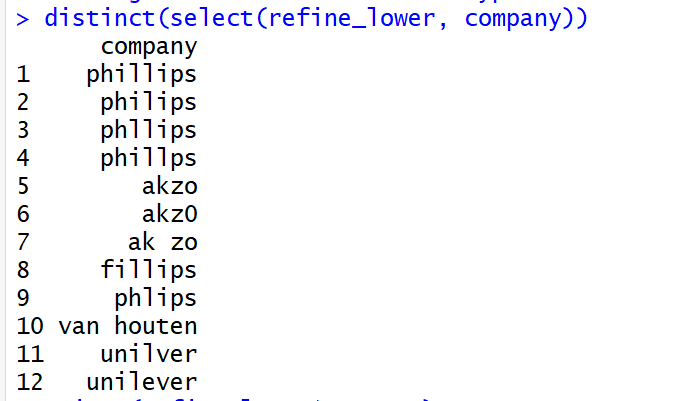 > distinct(select(refine_lower, company))
company
1 phillips
2 philips
3 phllips
4 phillps
5 akzo
6 akz0
7 ak zo
8 fillips
9 phlips
10 van houten
11 unilver
12 unilever